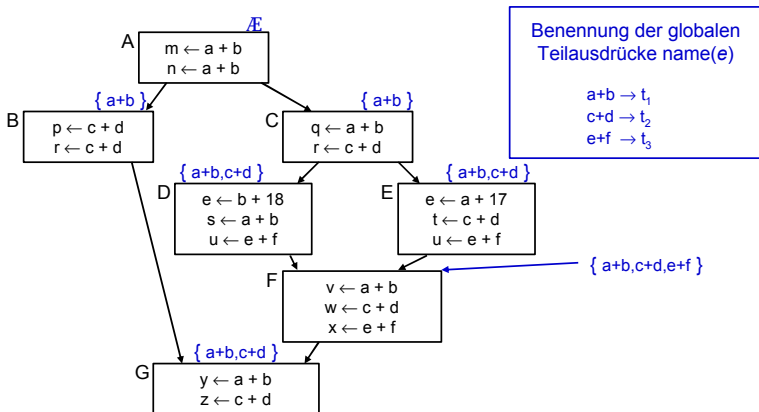 Æ
A
m ← a + b
n ← a + b
Benennung der globalen
Teilausdrücke name(e)
a+b → t₁
c+d → t₂
e+f → t₃
{ a+b }
{ a+b }
B
p ← c + d
r ← c + d
C
q ← a + b
r ← c + d
{ a+b,c+d }
{ a+b,c+d }
D
e ← b + 18
s ← a + b
u ← e + f
E
e ← a + 17
t ← c + d
u ← e + f
{ a+b,c+d,e+f }
F
v ← a + b
w ← c + d
x ← e + f
{ a+b,c+d }
G
y ← a + b
z ← c + d